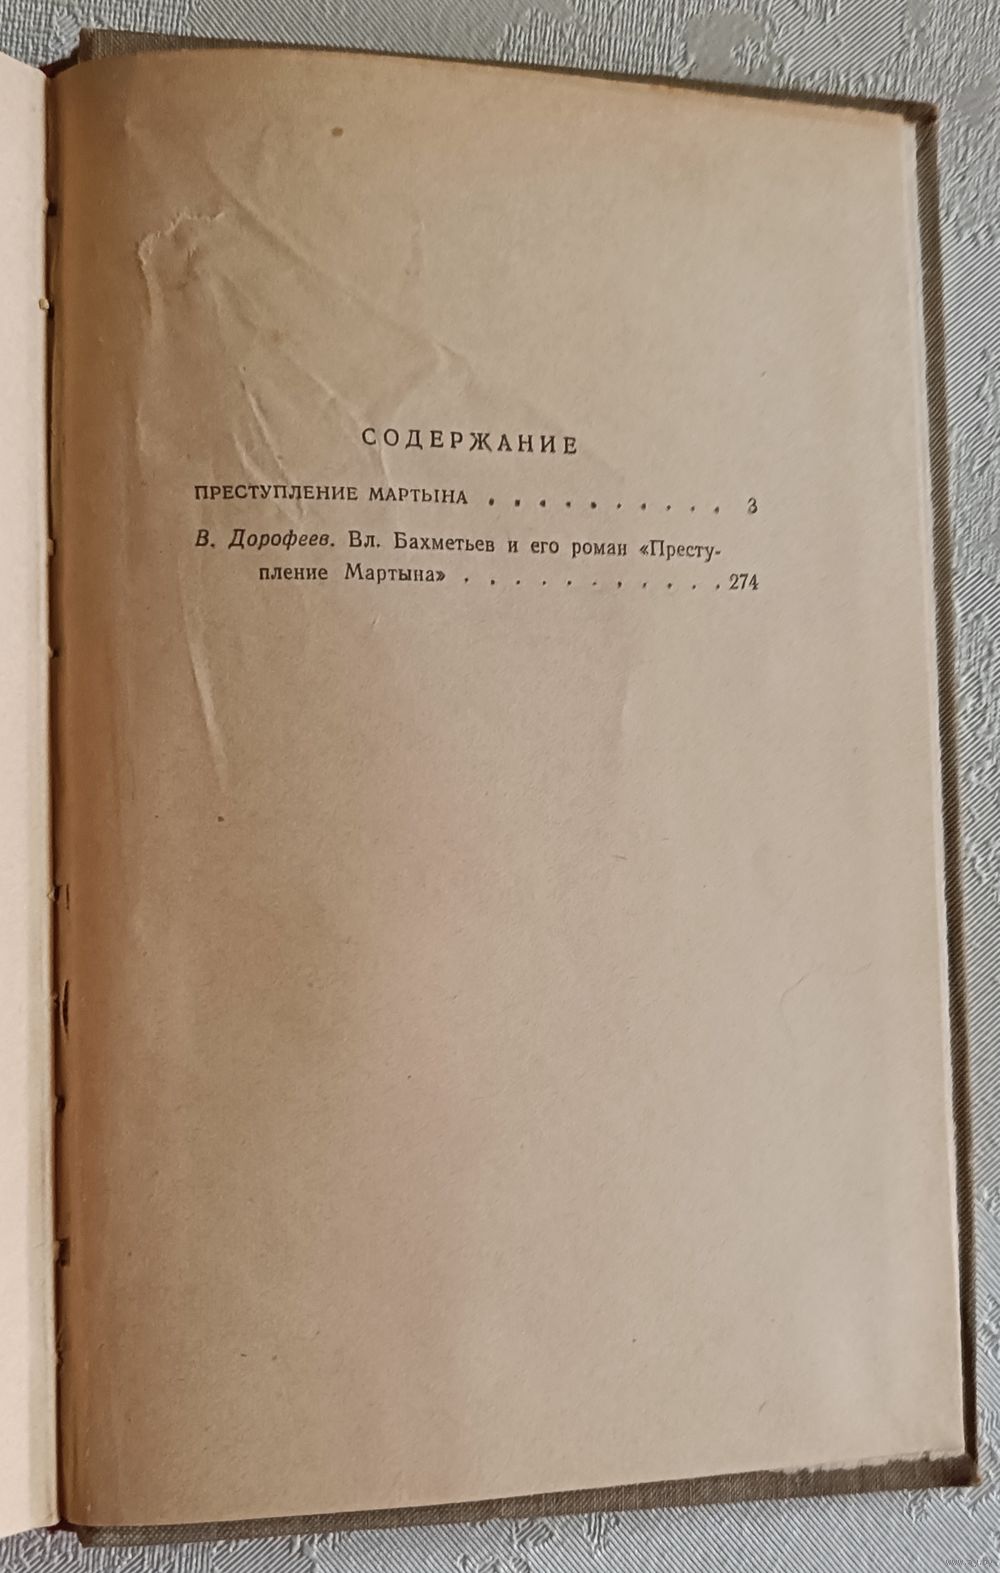 СОДЕРЖАНИЕ
ПРЕСТУПЛЕНИЕ МАРТЫНА . . . . . . . . . . 3
В. Дорофеев. Вл. Бахметьев и его роман «Престу-
пление Мартына» . . . . . . . . . . . 274